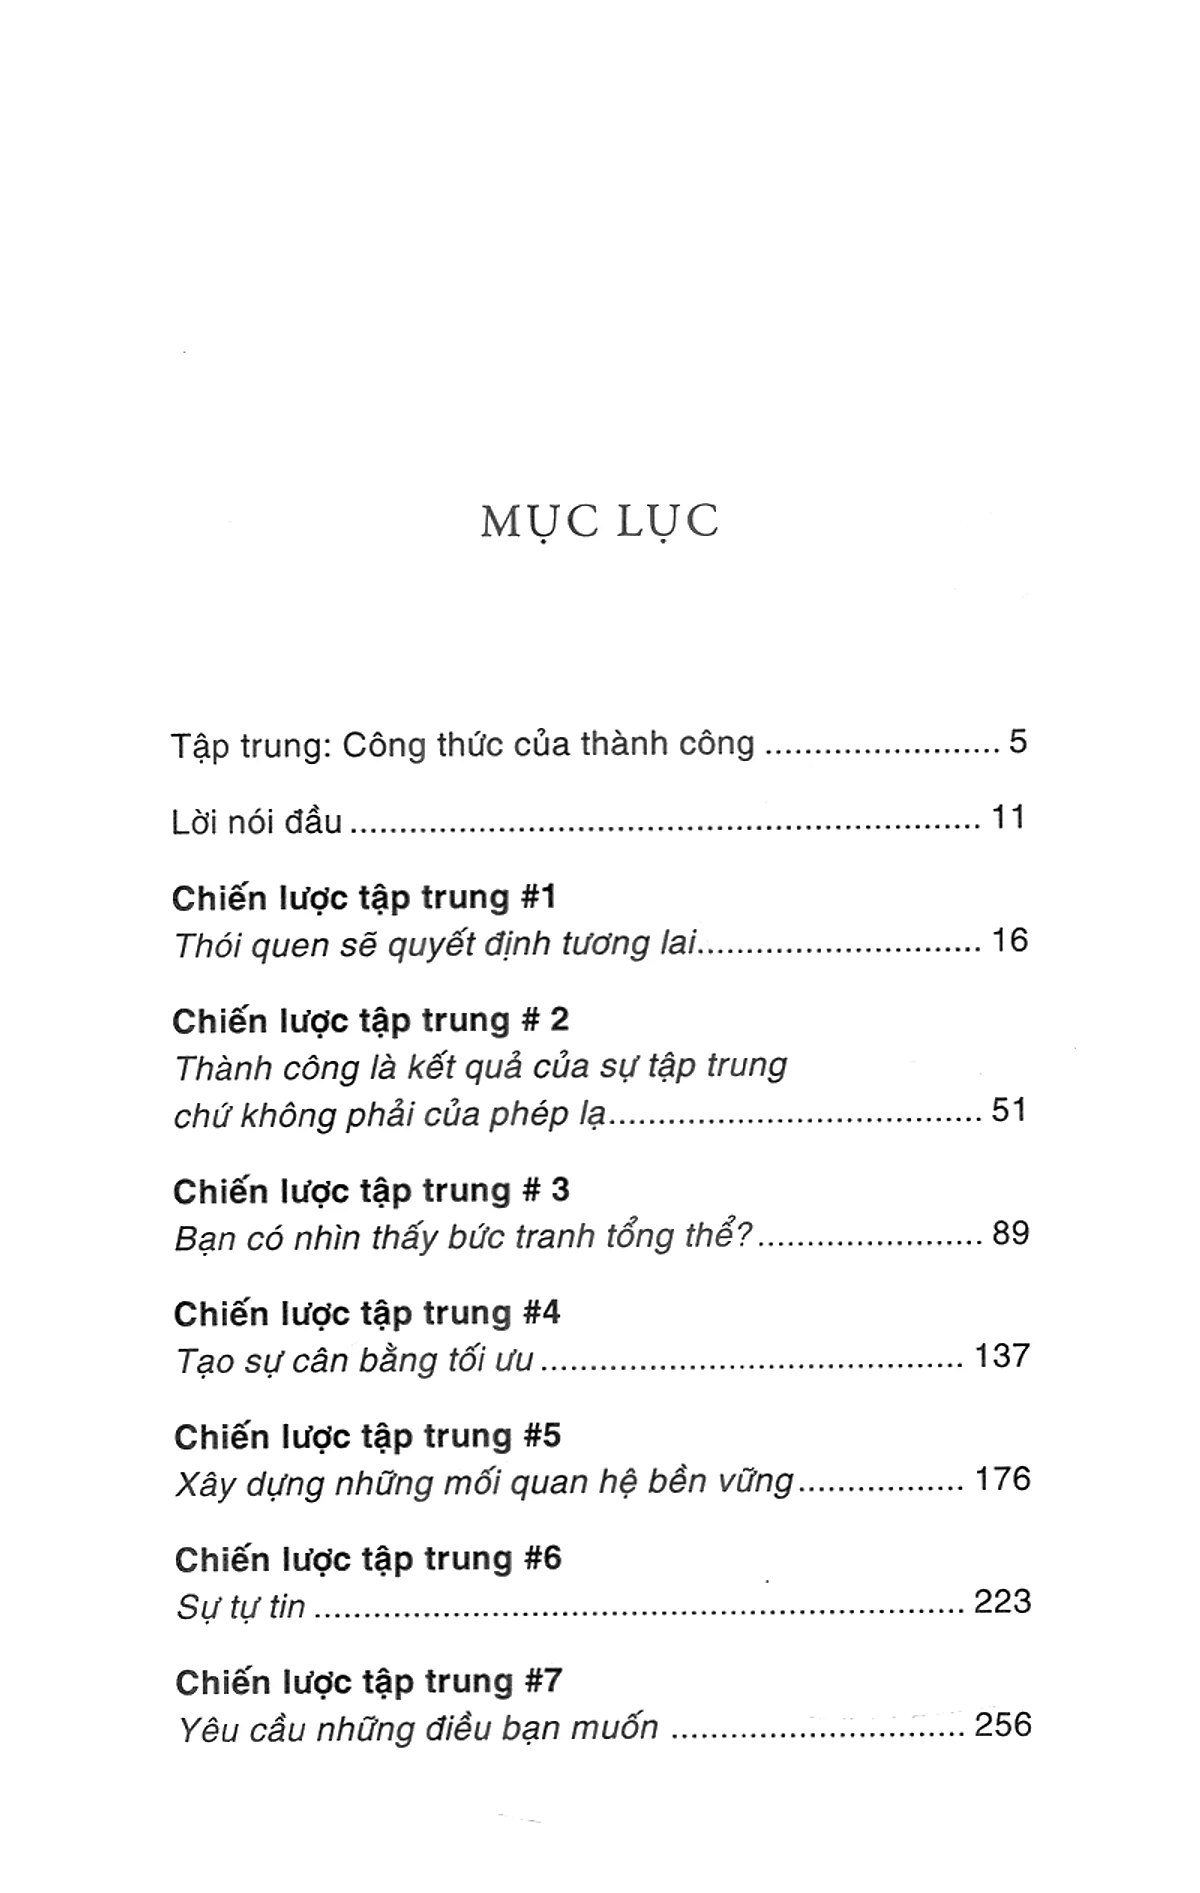 MỤC LỤC
Tập trung: Công thức của thành công ........................ 5
Lời nói đầu ................................................................ 11
Chiến lược tập trung #1
Thói quen sẽ quyết định tương lai............................. 16
Chiến lược tập trung # 2
Thành công là kết quả của sự tập trung
chứ không phải của phép lạ...................................... 51
Chiến lược tập trung # 3
Bạn có nhìn thấy bức tranh tổng thể?....................... 89
Chiến lược tập trung #4
Tạo sự cân bằng tối ưu ........................................... 137
Chiến lược tập trung #5
Xây dựng những mối quan hệ bền vững................. 176
Chiến lược tập trung #6
Sự tự tin .................................................................. 223
Chiến lược tập trung #7
Yêu cầu những điều bạn muốn .............................. 256